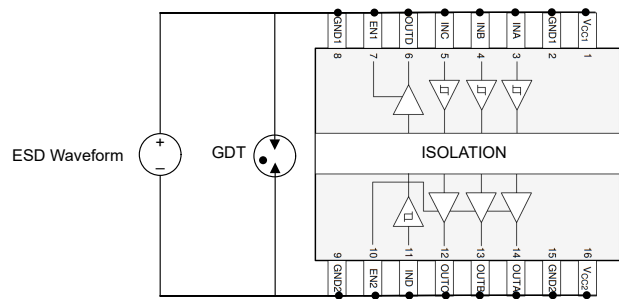 GND1 EN1 OUTD INC INB INA GND1 VCC1
8 7 6 5 4 3 2 1
ESD Waveform
+
–
GDT
ISOLATION
9 10 11 12 13 14 15 16
GND2 EN2 IND OUTC OUTB OUTA GND2 VCC2